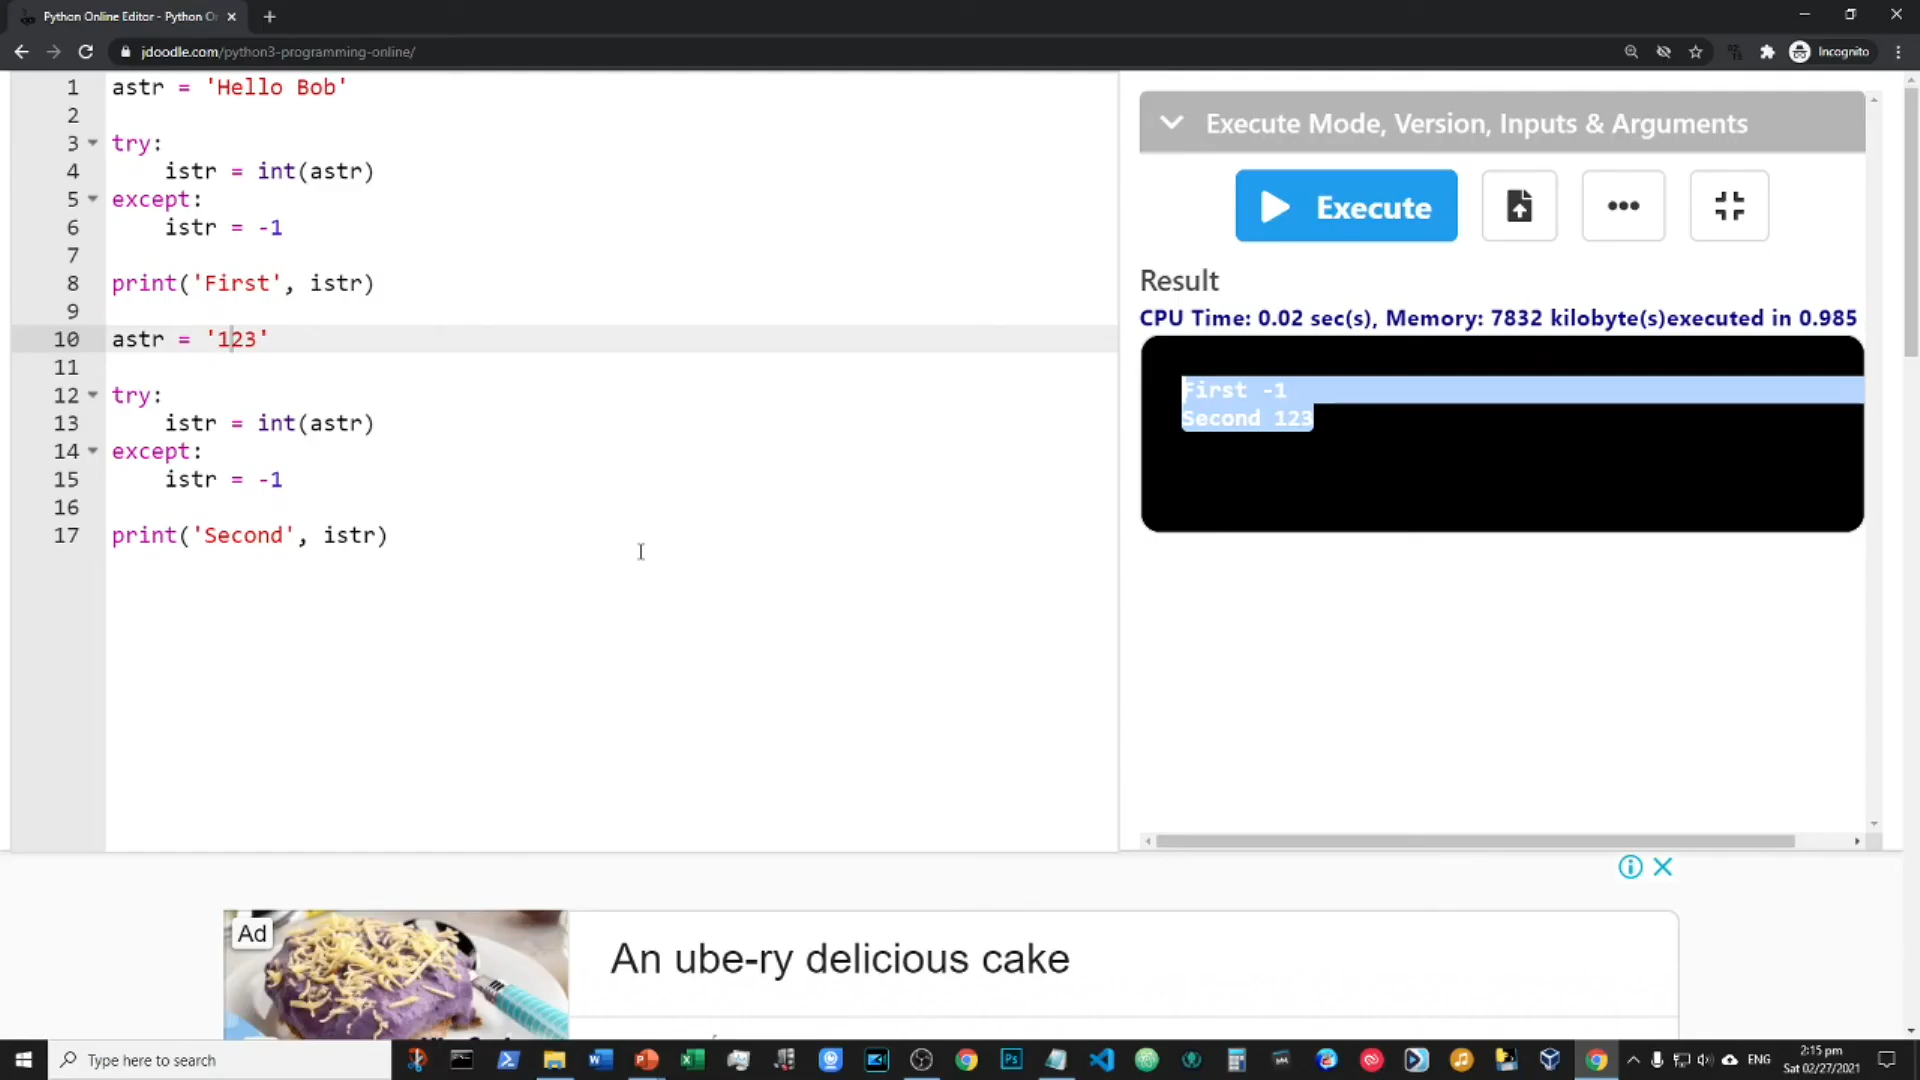 Python Online Editor - Python O
jdoodle.com/python3-programming-online/
Incognito
1 astr = 'Hello Bob'
2
3 try:
4 istr = int(astr)
5 except:
6 istr = -1
7
8 print('First', istr)
9
10 astr = '123'
11
12 try:
13 istr = int(astr)
14 except:
15 istr = -1
16
17 print('Second', istr)
Execute Mode, Version, Inputs & Arguments
Execute
Result
CPU Time: 0.02 sec(s), Memory: 7832 kilobyte(s)executed in 0.985
First -1
Second 123
Ad
An ube-ry delicious cake
Type here to search
ENG
2:15 pm
Sat 02/27/2021